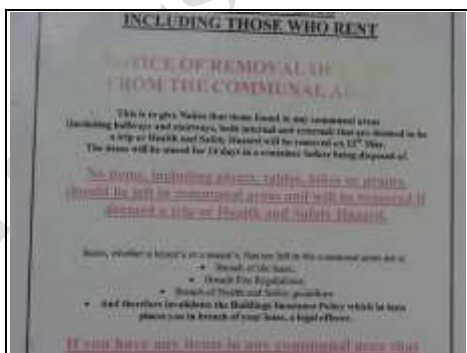 INCLUDING THOSE WHO RENT
NOTICE OF REMOVAL OF
FROM THE COMMUNAL
This is to give Notice that items found in any communal areas
(including hallways and stairways, both internal and external) that are deemed to be
a trip or Health and Safety Hazard will be removed on 12th May.
The items will be stored for 14 days in a container before being disposed of.
No items, including plants, tables, bikes or prams,
should be left in communal areas and will be removed if
deemed a trip or Health and Safety Hazard.
Items, whether a lessee's or a tenant's, that are left in the communal areas are a:
• Breach of the lease,
• Breach Fire Regulations,
• Breach of Health and Safety guidelines
• And therefore invalidates the Buildings Insurance Policy which in turn
places you in breach of your lease, a legal offence.
If you have any items in any communal area that